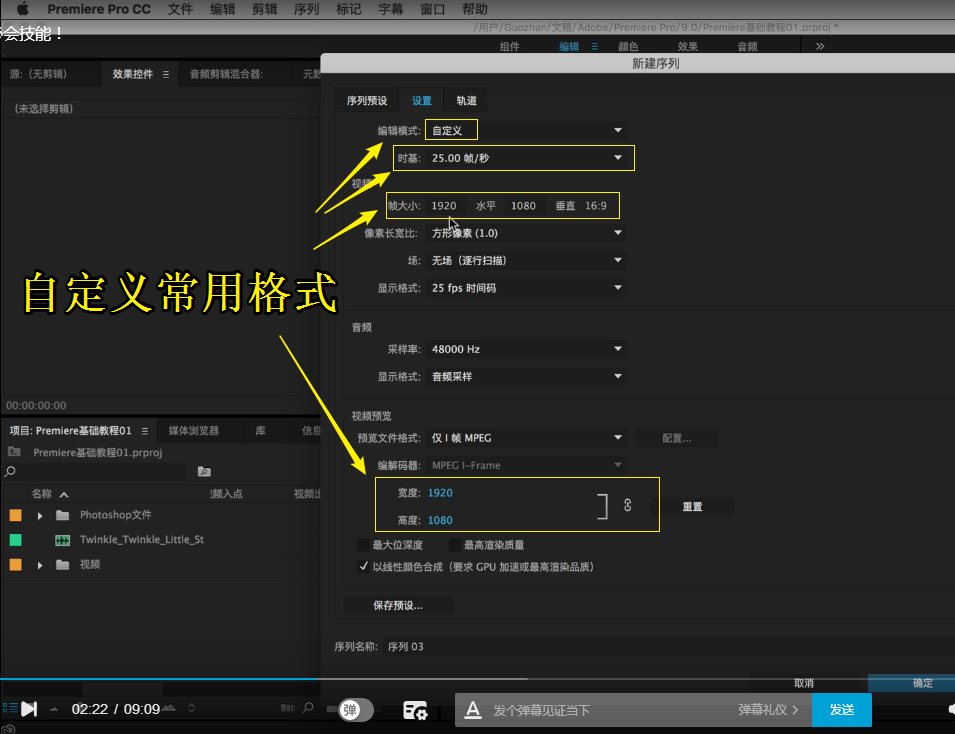 Premiere Pro CC 文件 编辑 剪辑 序列 标记 字幕 窗口 帮助
/用户/Guozhan/文稿/Adobe/Premiere Pro/9.0/Premiere基础教程01.prproj *
会技能！
组件 编辑 颜色 效果 音频 »
新建序列
源: (无剪辑) 效果控件 音频剪辑混合器: 元数
(未选择剪辑)
序列预设 设置 轨道
编辑模式: 自定义
时基: 25.00 帧/秒
视频
帧大小: 1920 水平 1080 垂直 16:9
像素长宽比: 方形像素 (1.0)
场: 无场（逐行扫描）
显示格式: 25 fps 时间码
自定义常用格式
音频
采样率: 48000 Hz
显示格式: 音频采样
00:00:00:00
视频预览
预览文件格式: 仅 I 帧 MPEG 配置...
编解码器: MPEG I-Frame
宽度: 1920
高度: 1080
重置
最大位深度 最高渲染质量
以线性颜色合成（要求 GPU 加速或最高渲染品质）
保存预设...
序列名称: 序列 03
取消 确定
项目: Premiere基础教程01 媒体浏览器 库 信息
Premiere基础教程01.prproj
名称 频入点 视频出
Photoshop文件
Twinkle_Twinkle_Little_St
视频
02:22 / 09:09 弹 A 发个弹幕见证当下 弹幕礼仪 > 发送